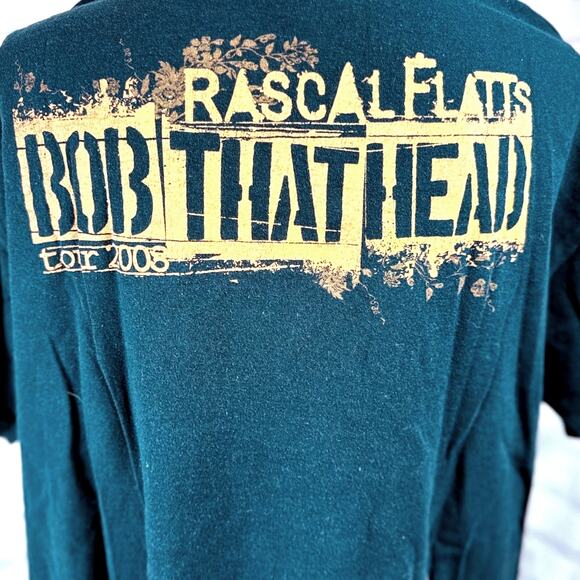 RASCAL FLATTS
BOB THAT HEAD
tour 2008